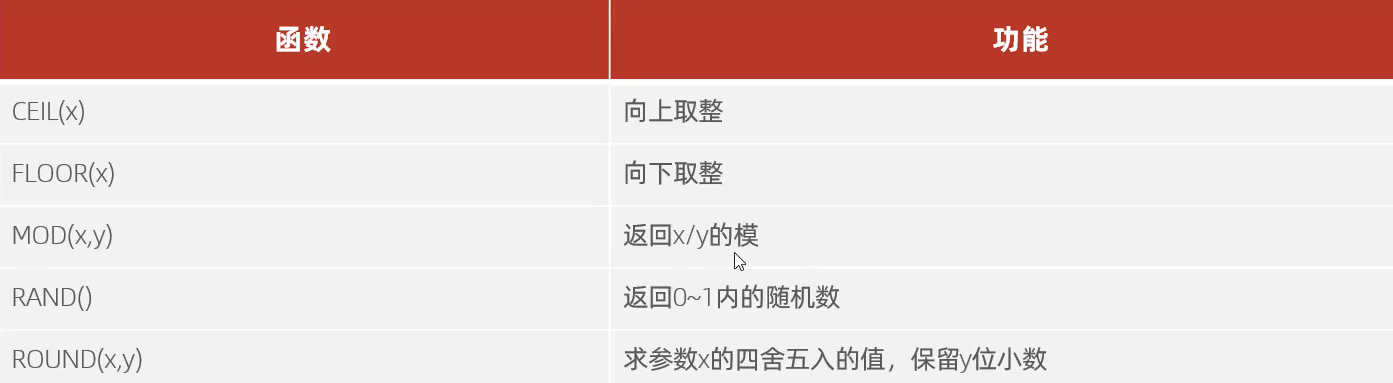 函数 功能
CEIL(x) 向上取整
FLOOR(x) 向下取整
MOD(x,y) 返回x/y的模
RAND() 返回0~1内的随机数
ROUND(x,y) 求参数x的四舍五入的值，保留y位小数